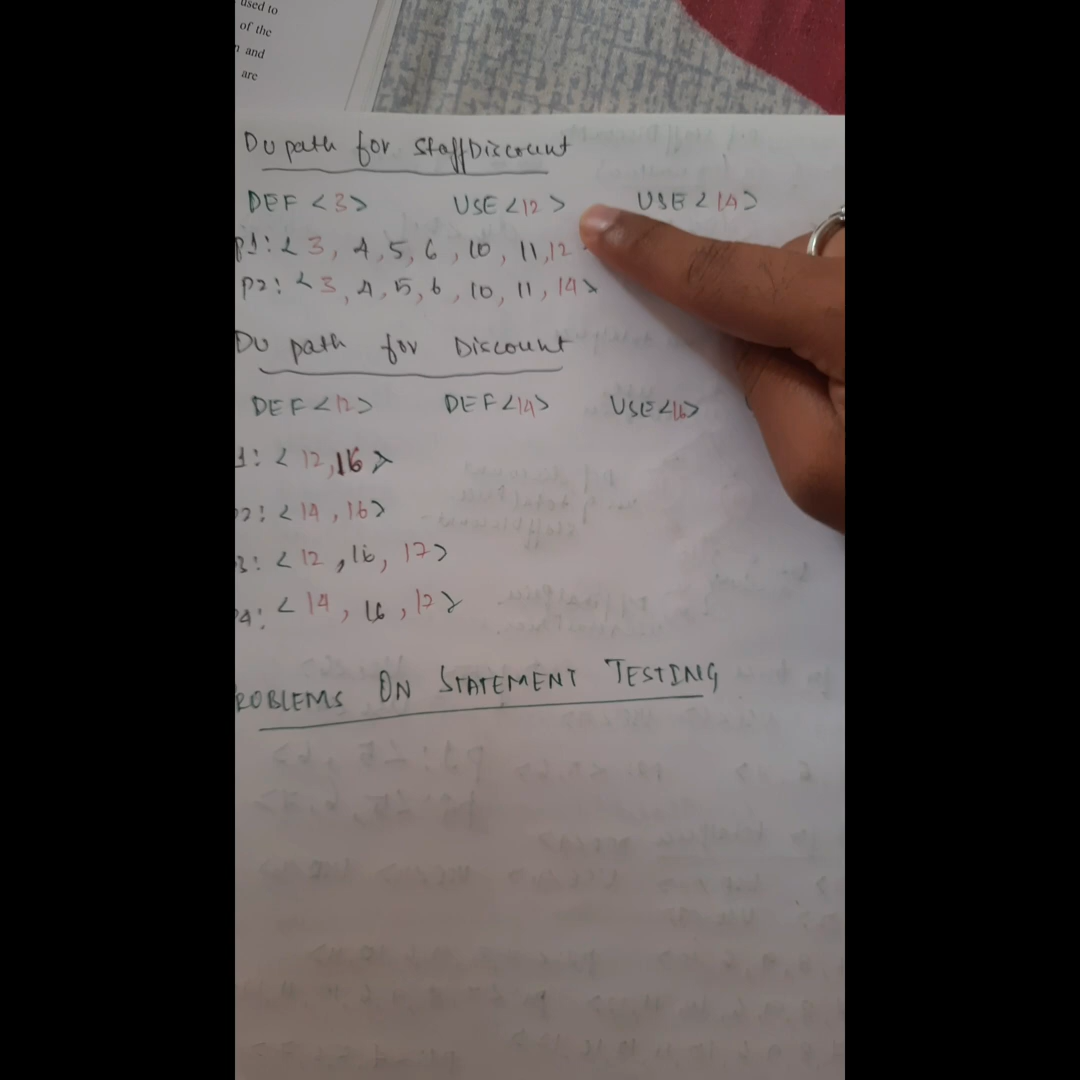 used to
of the
and
are
DU path for StaffDiscount
DEF <3> USE <12> USE <14>
p1: < 3, 4, 5, 6, 10, 11, 12
p2: < 3, 4, 5, 6, 10, 11, 14>
DU path for Discount
DEF <12> DEF <14> USE <16>
1: < 12, 16 >
2: < 14, 16>
3: < 12, 16, 17>
4: < 14, 16, 17>
ROBLEMS ON STATEMENT TESTING